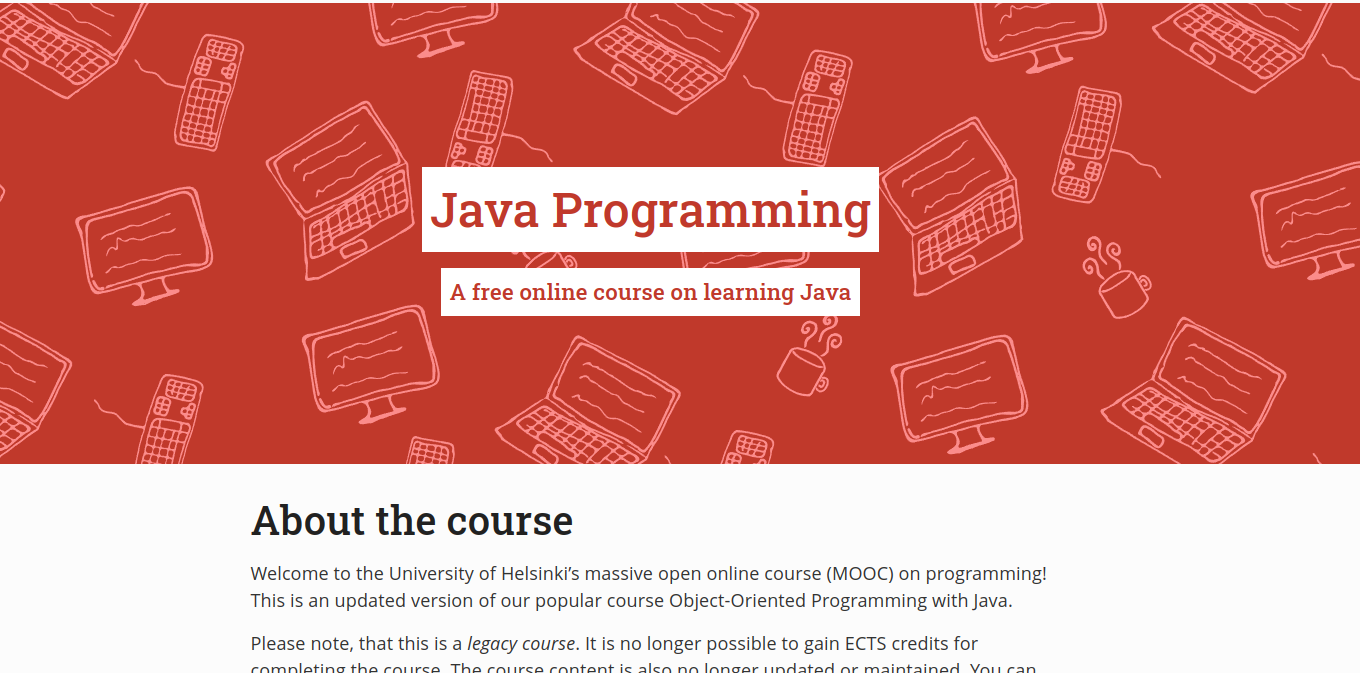 Java Programming
A free online course on learning Java
About the course
Welcome to the University of Helsinki’s massive open online course (MOOC) on programming!
This is an updated version of our popular course Object-Oriented Programming with Java.
Please note, that this is a legacy course. It is no longer possible to gain ECTS credits for
completing the course. The course content is also no longer updated or maintained. You can